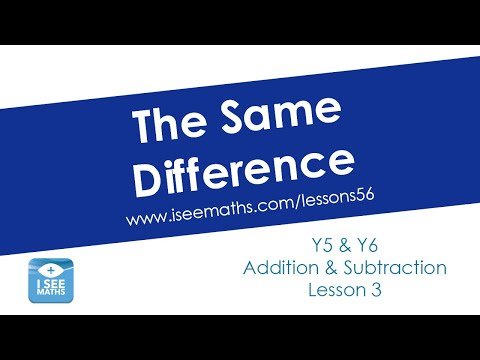 The Same
Difference
www.iseemaths.com/lessons56
Y5 & Y6
Addition & Subtraction
Lesson 3
I SEE
MATHS